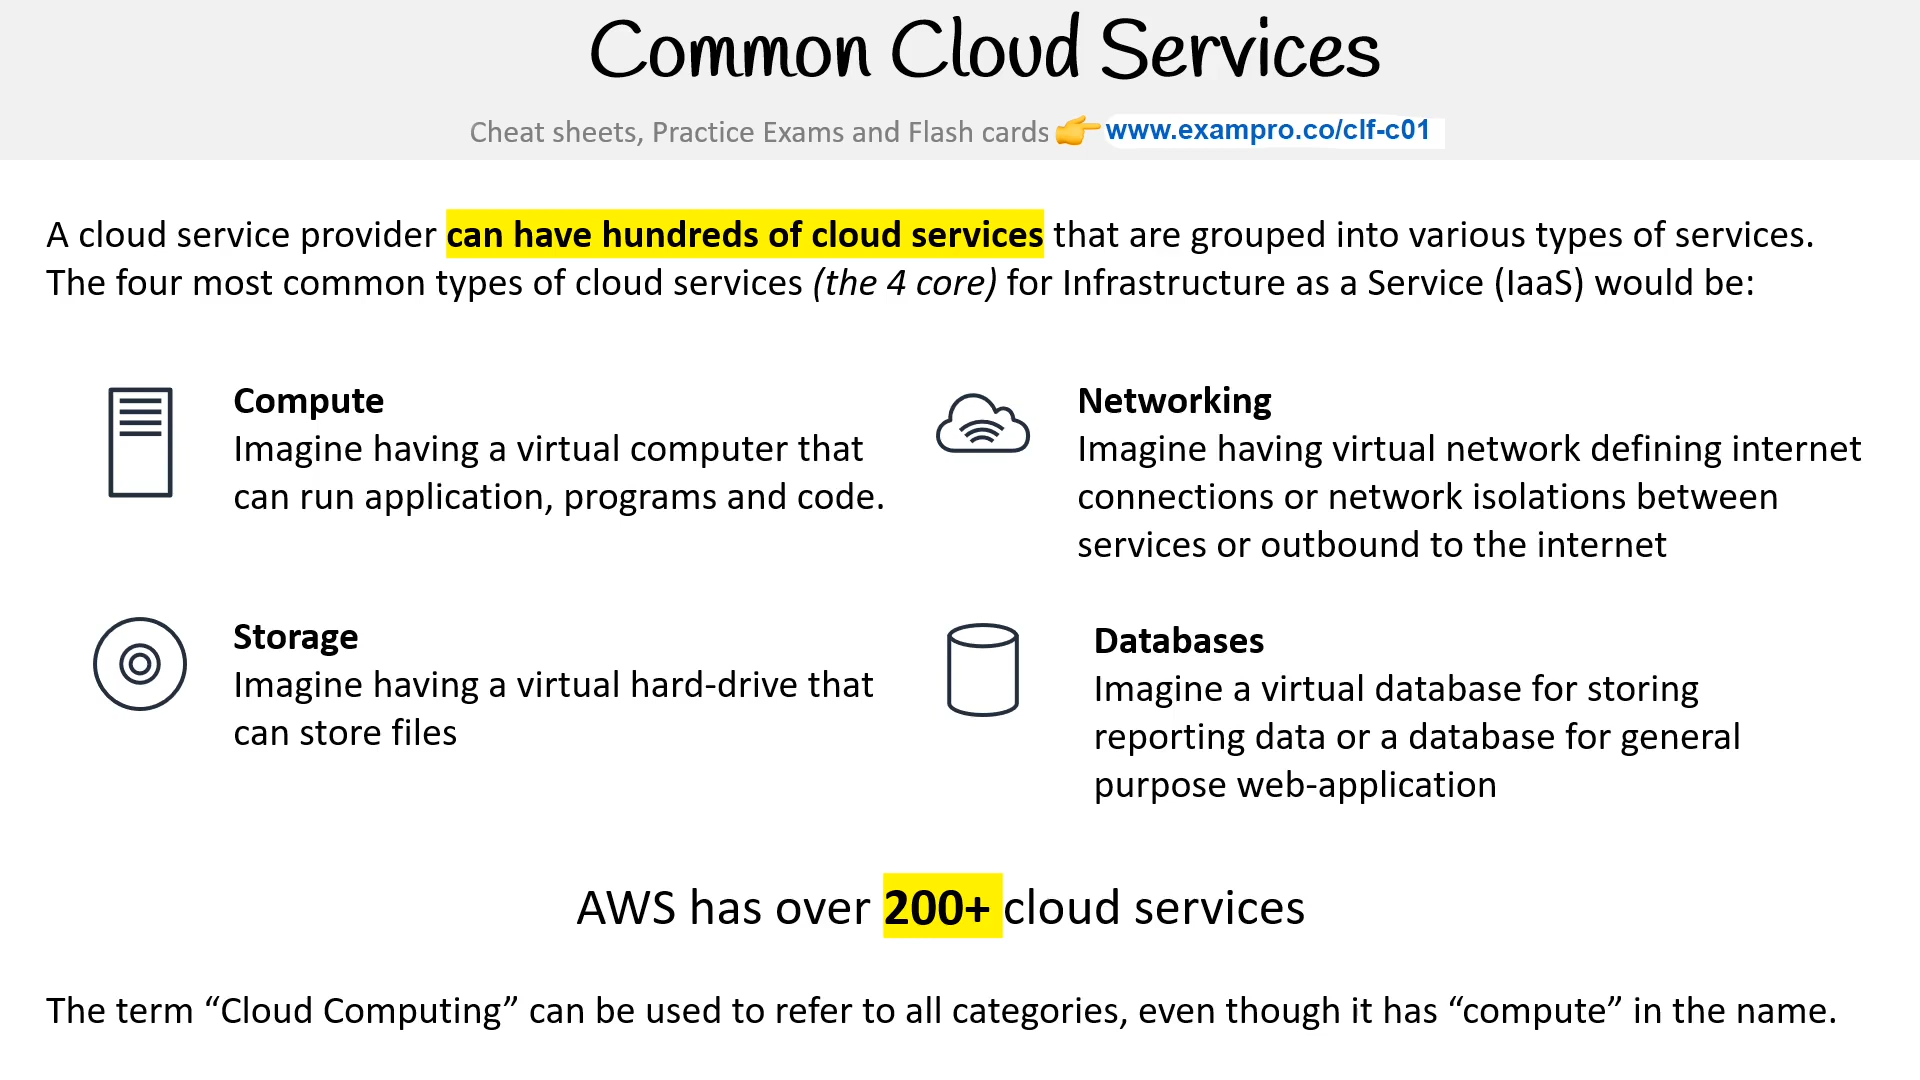 Common Cloud Services
Cheat sheets, Practice Exams and Flash cards 👉 www.exampro.co/clf-c01
A cloud service provider can have hundreds of cloud services that are grouped into various types of services.
The four most common types of cloud services (the 4 core) for Infrastructure as a Service (IaaS) would be:
Compute
Imagine having a virtual computer that
can run application, programs and code.
Networking
Imagine having virtual network defining internet
connections or network isolations between
services or outbound to the internet
Storage
Imagine having a virtual hard-drive that
can store files
Databases
Imagine a virtual database for storing
reporting data or a database for general
purpose web-application
AWS has over 200+ cloud services
The term “Cloud Computing” can be used to refer to all categories, even though it has “compute” in the name.